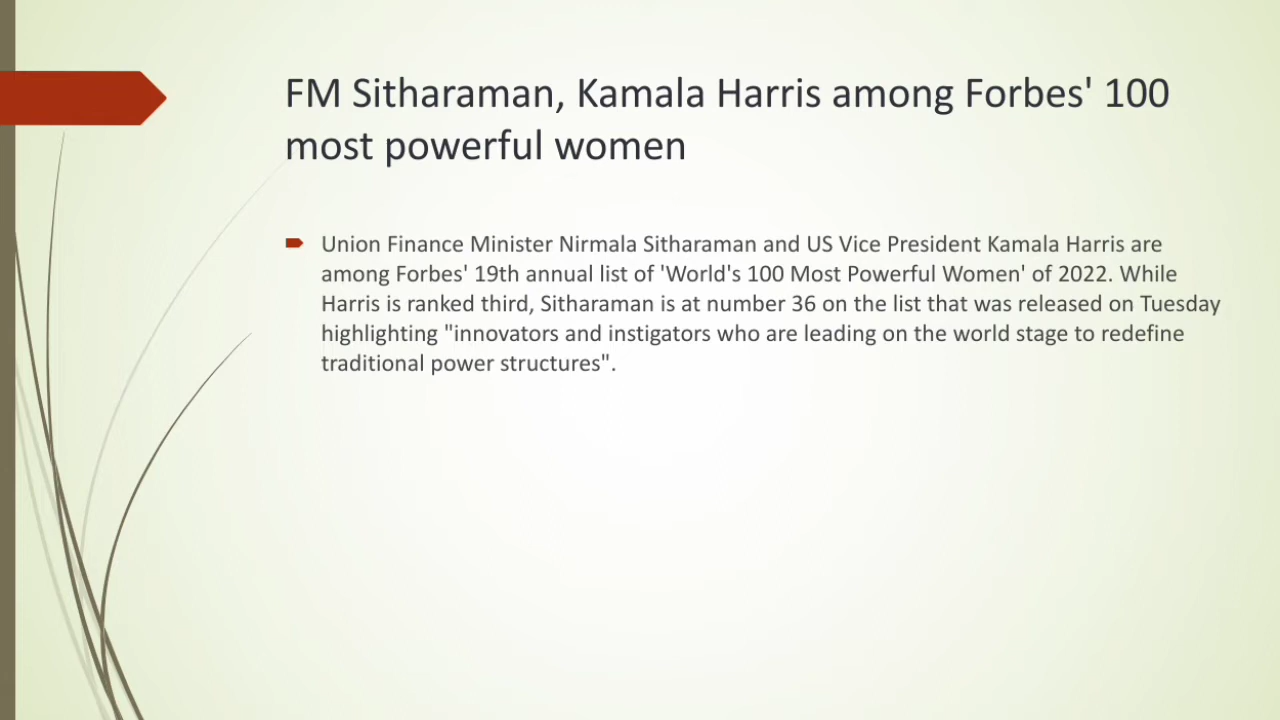 FM Sitharaman, Kamala Harris among Forbes' 100
most powerful women
Union Finance Minister Nirmala Sitharaman and US Vice President Kamala Harris are
among Forbes' 19th annual list of 'World's 100 Most Powerful Women' of 2022. While
Harris is ranked third, Sitharaman is at number 36 on the list that was released on Tuesday
highlighting "innovators and instigators who are leading on the world stage to redefine
traditional power structures".